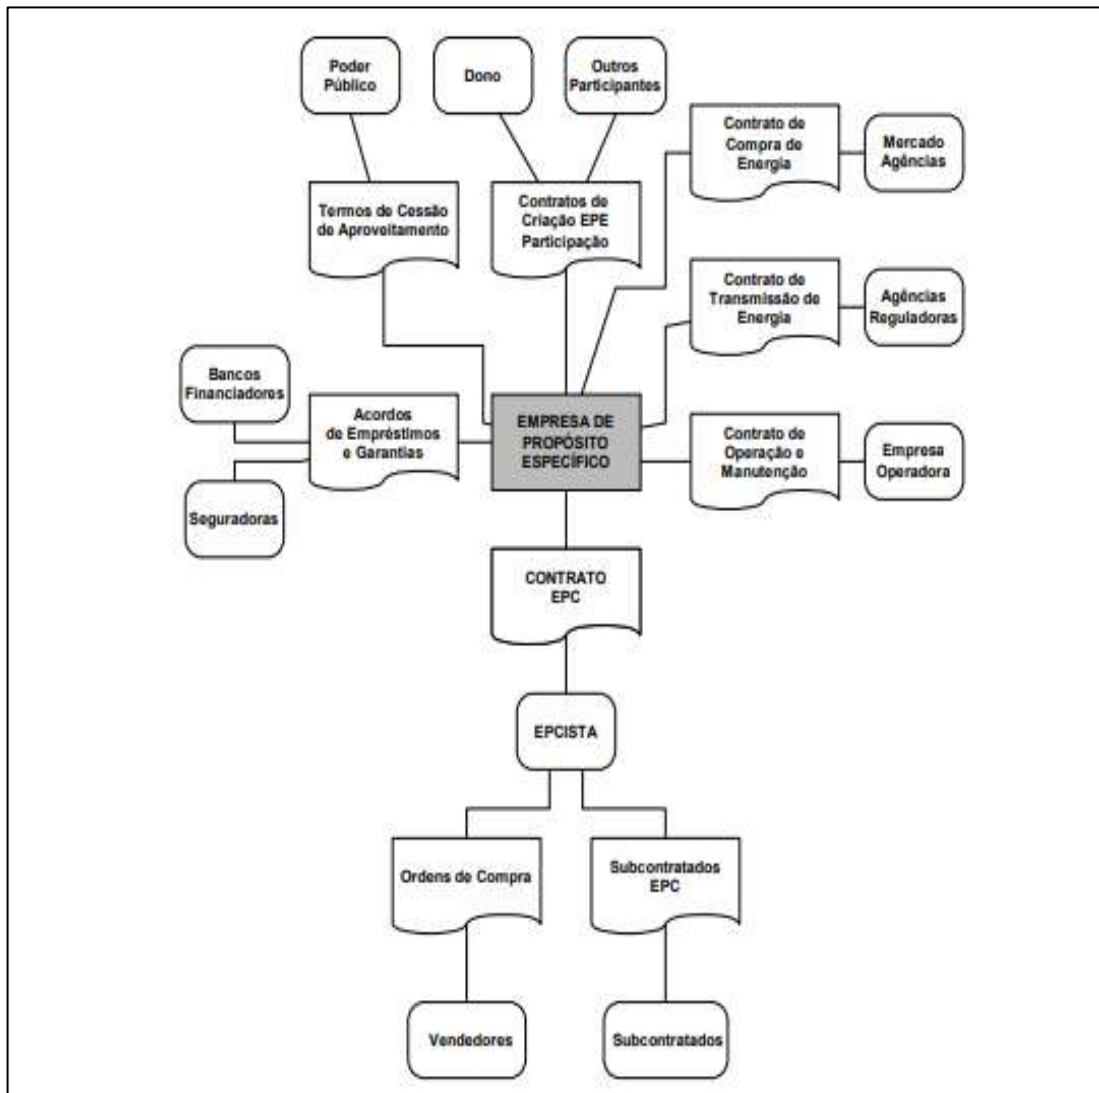 Poder
Público
Dono
Outros
Participantes
Contrato de
Compra de
Energia
Mercado
Agências
Termos de Cessão
de Aproveitamento
Contratos de
Criação EPE
Participação
Contrato de
Transmissão de
Energia
Agências
Reguladoras
Bancos
Financiadores
Acordos
de Empréstimos
e Garantias
EMPRESA DE
PROPÓSITO
ESPECÍFICO
Contrato de
Operação e
Manutenção
Empresa
Operadora
Seguradoras
CONTRATO
EPC
EPCISTA
Ordens de Compra
Subcontratados
EPC
Vendedores
Subcontratados